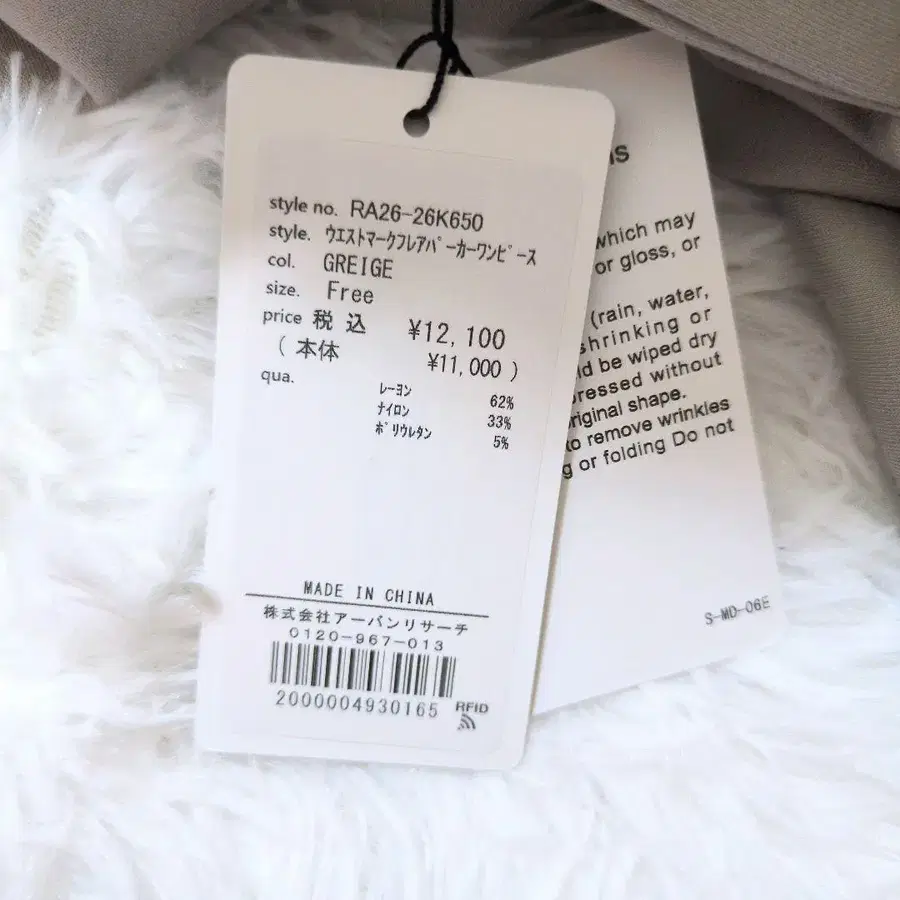 style no. RA26-26K650
style. ウエストマークフレアパーカーワンピース
col. GREIGE
size. Free
price 税 込 ¥12,100
( 本体 ¥11,000 )
qua. レーヨン 62%
ナイロン 33%
ポリウレタン 5%
MADE IN CHINA
株式会社アーバンリサーチ
0120-967-013
2000004930165 RFID
which may
or gloss, or
(rain, water,
shrinking or
be wiped dry
without
original shape.
to remove wrinkles
or folding Do not
S-MD-06E